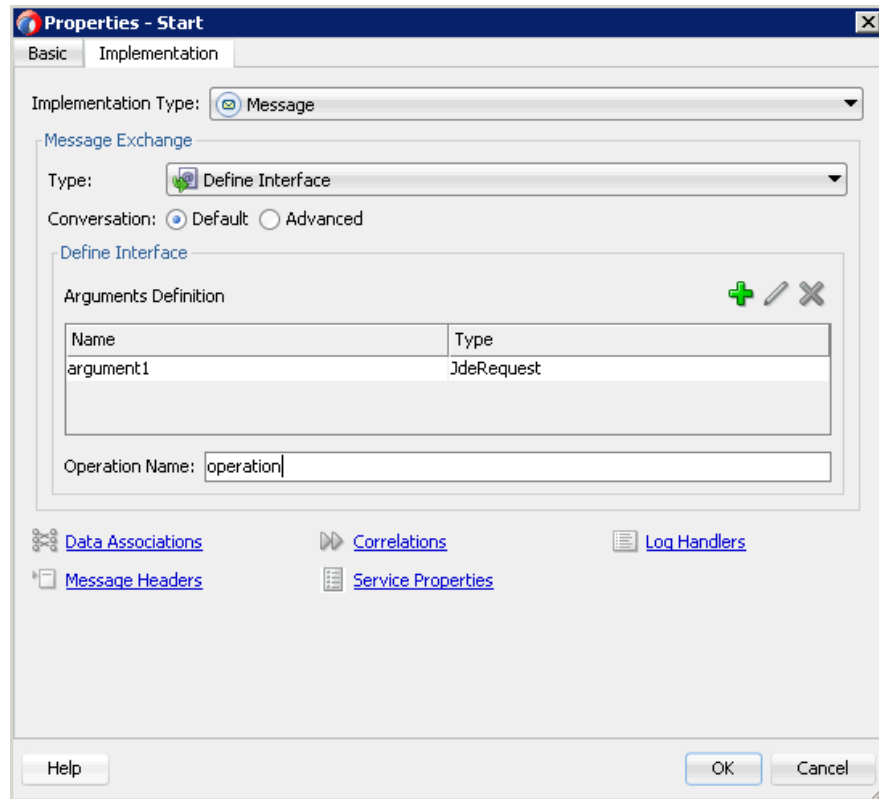 Properties - Start
Basic Implementation
Implementation Type: Message
Message Exchange
Type: Define Interface
Conversation: Default Advanced
Define Interface
Arguments Definition
Name Type
argument1 JdeRequest
Operation Name: operation
Data Associations Correlations Log Handlers
Message Headers Service Properties
Help OK Cancel